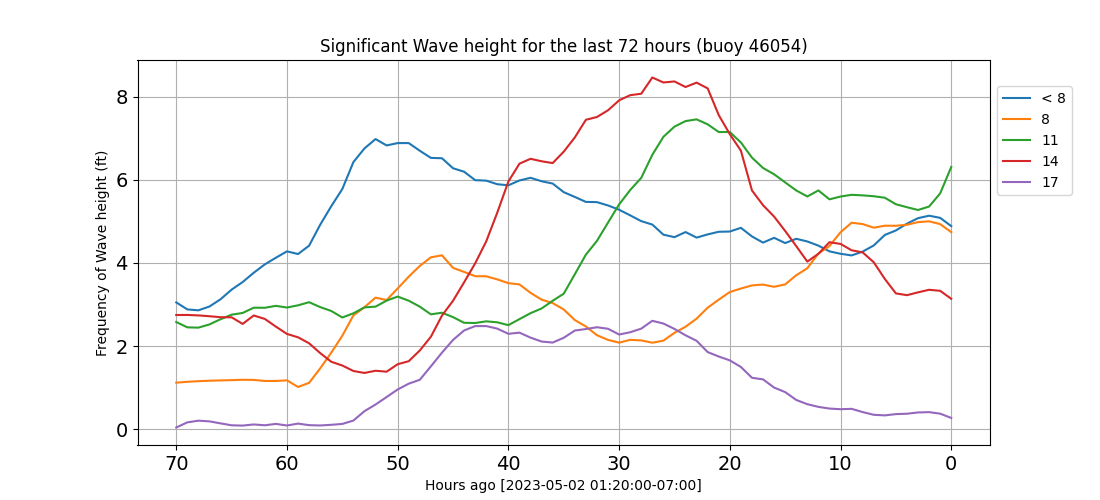 Significant Wave height for the last 72 hours (buoy 46054)
Frequency of Wave height (ft)
8
6
4
2
0
70 60 50 40 30 20 10 0
Hours ago [2023-05-02 01:20:00-07:00]
< 8
8
11
14
17